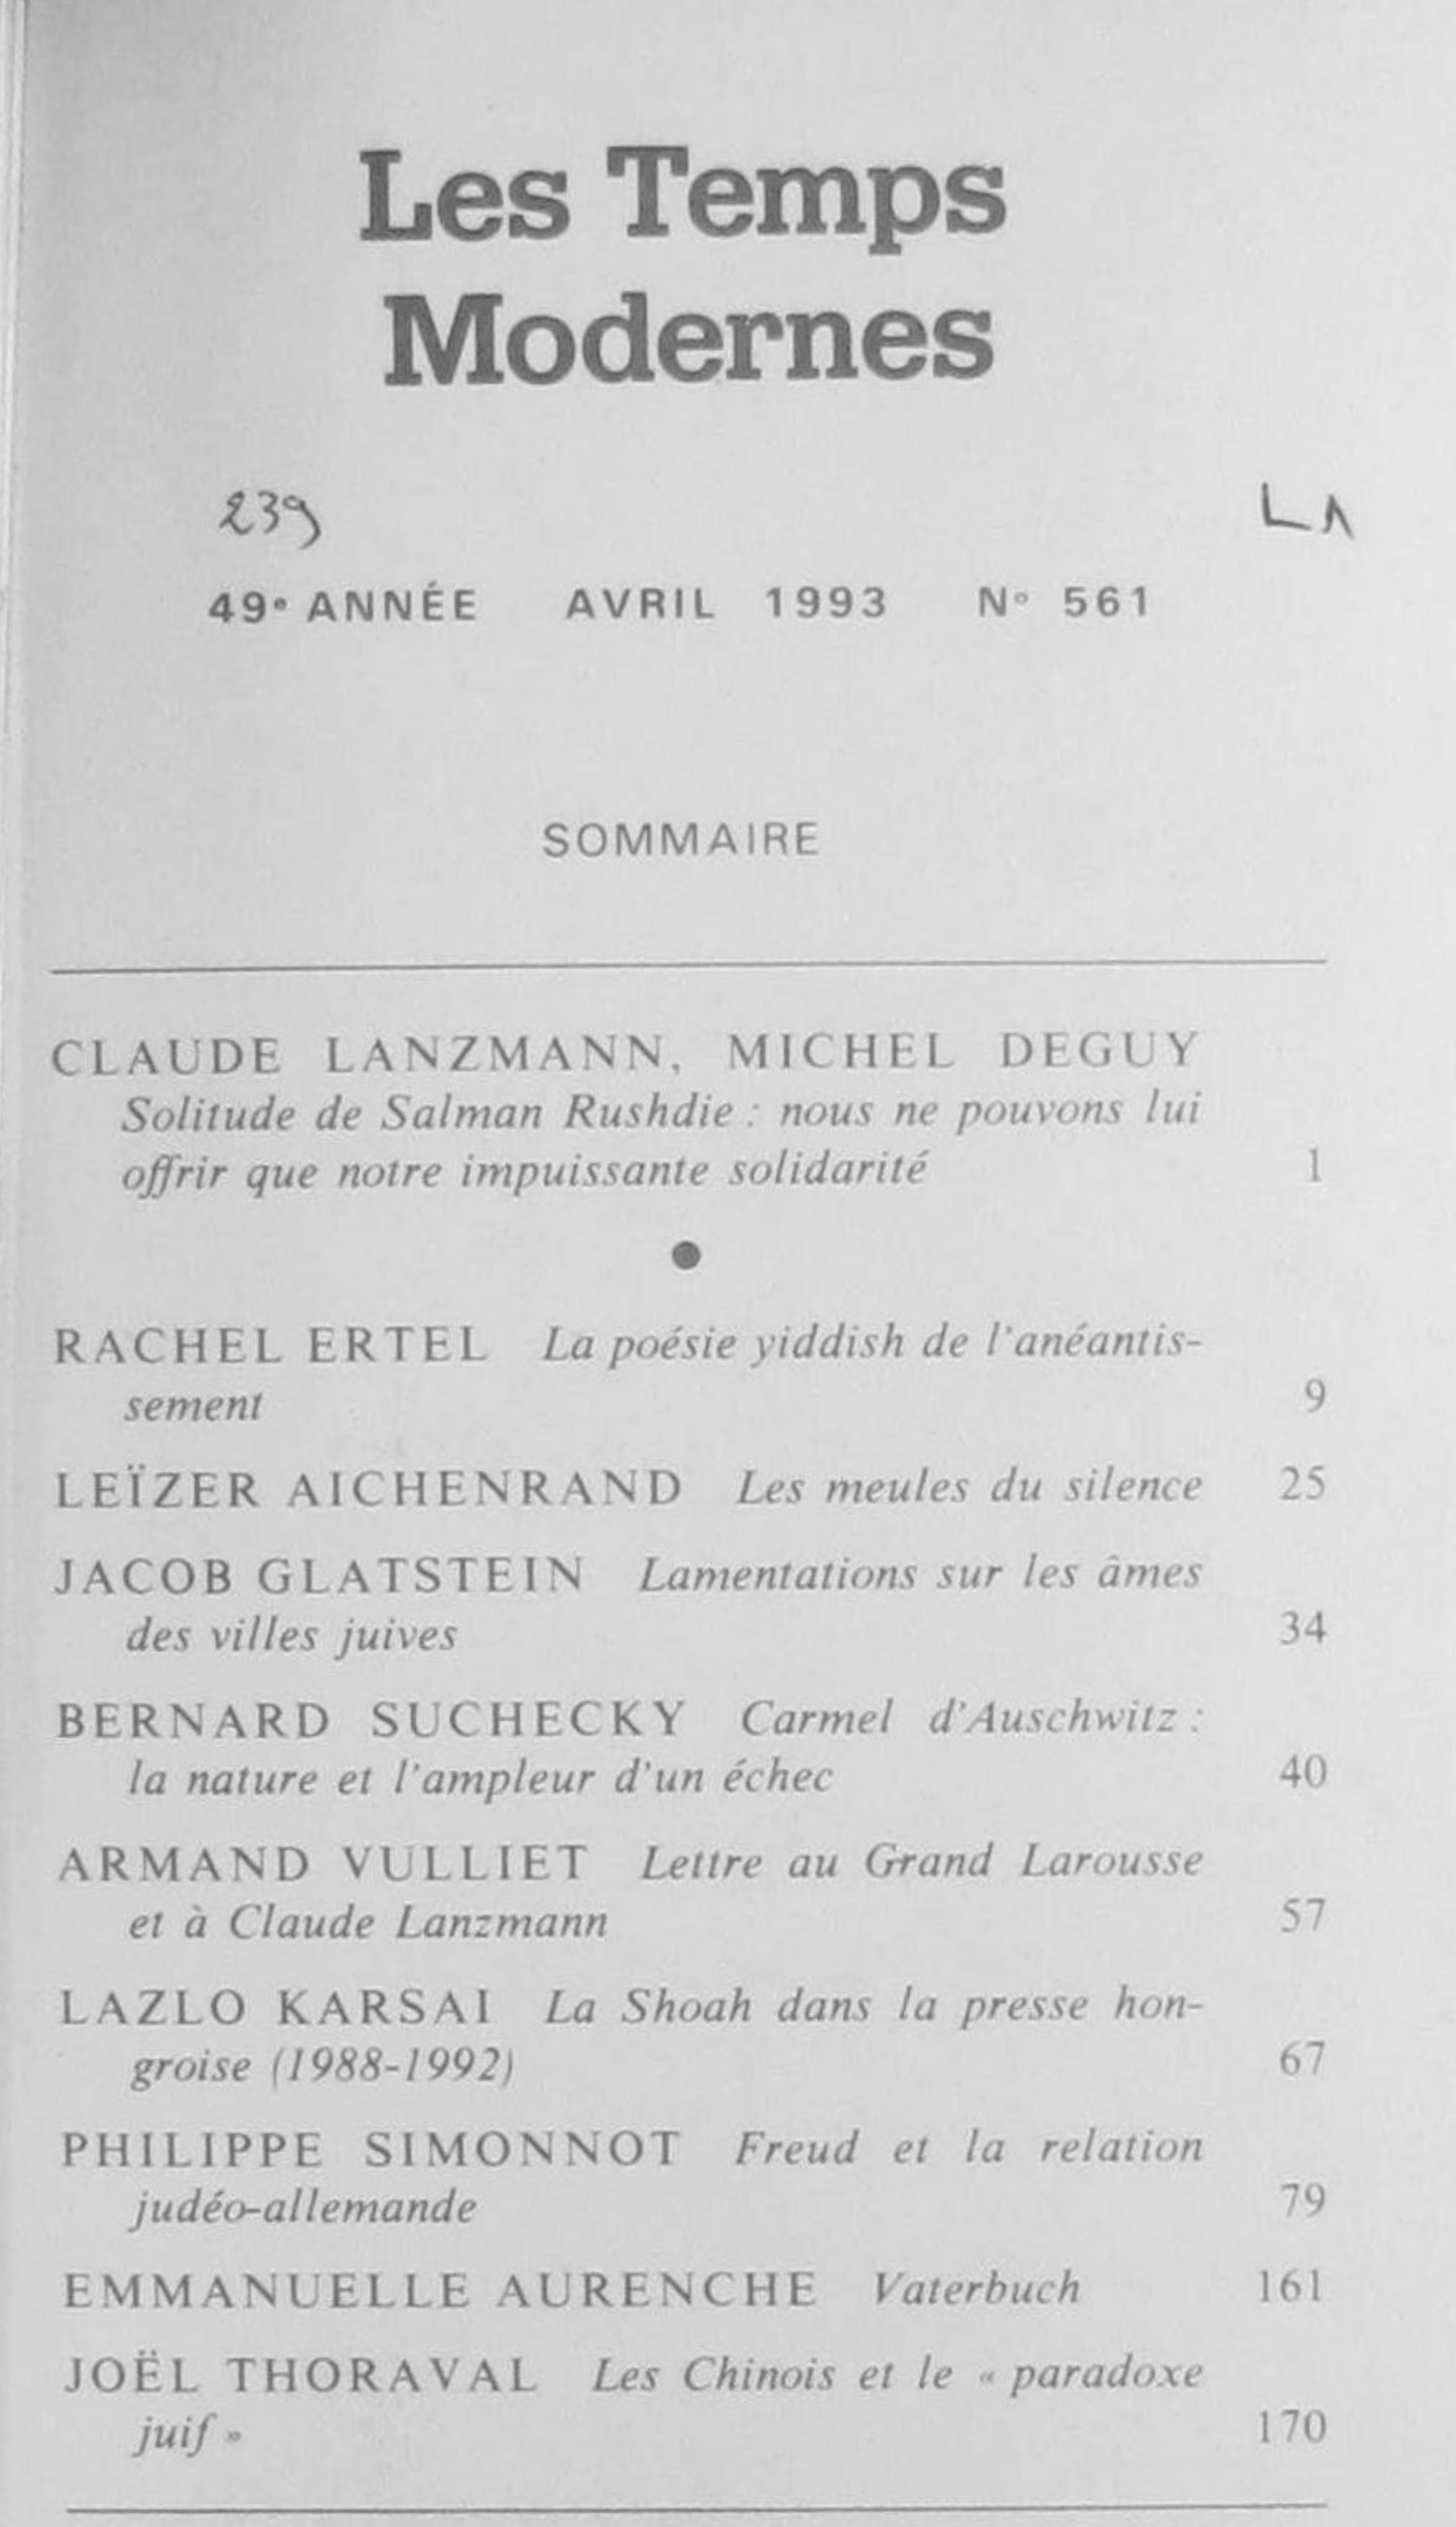 Les Temps
Modernes
239
49e ANNÉE AVRIL 1993 N° 561
SOMMAIRE
CLAUDE LANZMANN, MICHEL DEGUY
Solitude de Salman Rushdie : nous ne pouvons lui
offrir que notre impuissante solidarité 1
RACHEL ERTEL La poésie yiddish de l'anéantis-
sement 9
LEÏZER AICHENRAND Les meules du silence 25
JACOB GLATSTEIN Lamentations sur les âmes
des villes juives 34
BERNARD SUCHECKY Carmel d'Auschwitz :
la nature et l'ampleur d'un échec 40
ARMAND VULLIET Lettre au Grand Larousse
et à Claude Lanzmann 57
LAZLO KARSAI La Shoah dans la presse hon-
groise (1988-1992) 67
PHILIPPE SIMONNOT Freud et la relation
judéo-allemande 79
EMMANUELLE AURENCHE Vaterbuch 161
JOËL THORAVAL Les Chinois et le « paradoxe
juif » 170